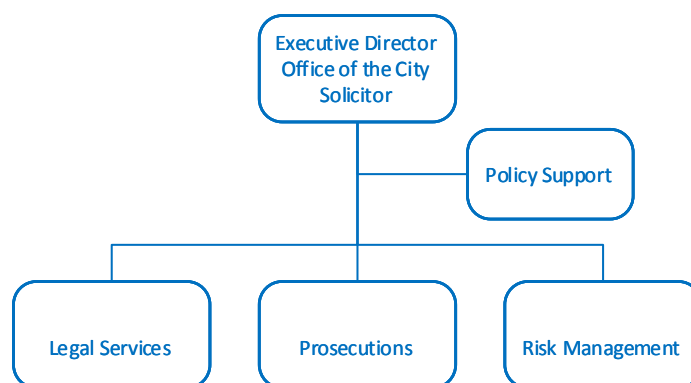 Executive Director
Office of the City
Solicitor
Policy Support
Legal Services
Prosecutions
Risk Management